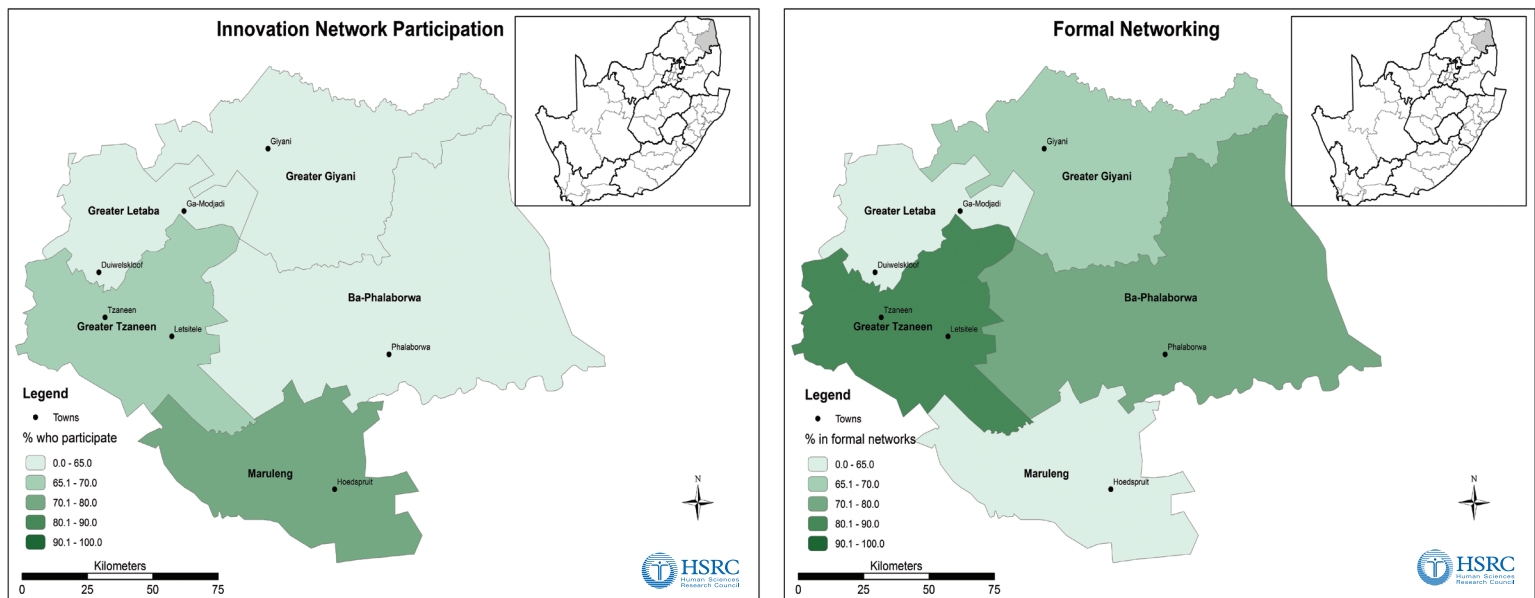 Innovation Network Participation
Giyani
Greater Giyani
Ga-Modjadi
Greater Letaba
Duiwelskloof
Ba-Phalaborwa
Tzaneen
Greater Tzaneen
Letsitele
Phalaborwa
Legend
Towns
% who participate
0.0 - 65.0
65.1 - 70.0
70.1 - 80.0
80.1 - 90.0
90.1 - 100.0
Maruleng
Hoedspruit
N
Kilometers
0 25 50 75
HSRC
Human Sciences
Research Council
Formal Networking
Giyani
Greater Giyani
Ga-Modjadi
Greater Letaba
Duiwelskloof
Ba-Phalaborwa
Tzaneen
Greater Tzaneen
Letsitele
Phalaborwa
Legend
Towns
% in formal networks
0.0 - 65.0
65.1 - 70.0
70.1 - 80.0
80.1 - 90.0
90.1 - 100.0
Maruleng
Hoedspruit
N
Kilometers
0 25 50 75
HSRC
Human Sciences
Research Council